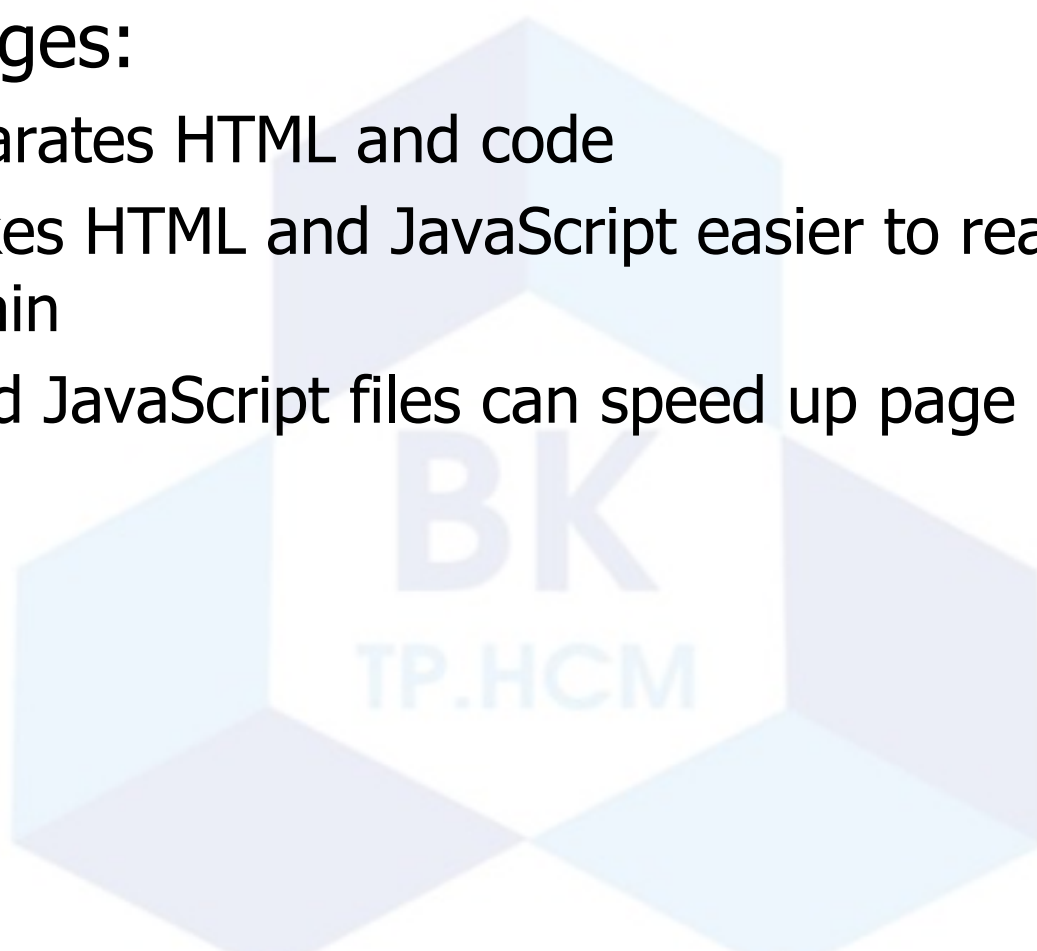 ges:
arates HTML and code
kes HTML and JavaScript easier to rea
ain
d JavaScript files can speed up page
BK
TP.HCM